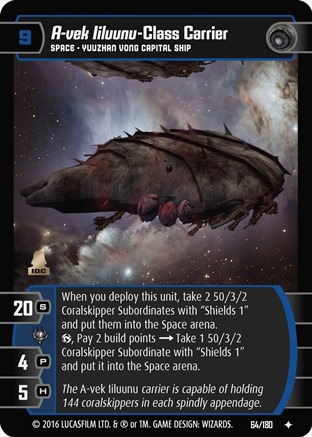 9 A-vek Iiluunu-Class Carrier
SPACE - YUUZHAN VONG CAPITAL SHIP
IDC
20 S
4 P
5 H
When you deploy this unit, take 2 50/3/2
Coralskipper Subordinates with “Shields 1”
and put them into the Space arena.
, Pay 2 build points → Take 1 50/3/2
Coralskipper Subordinate with “Shields 1”
and put it into the Space arena.
The A-vek Iiluunu carrier is capable of holding
144 coralskippers in each spindly appendage.
© 2016 LUCASFILM LTD. & ® OR TM. GAME DESIGN: WIZARDS. 64/180